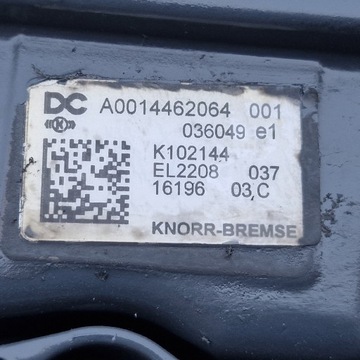 DC A0014462064 001
K 036049 e1
K102144
EL2208 037
16196 03,C
KNORR-BREMSE